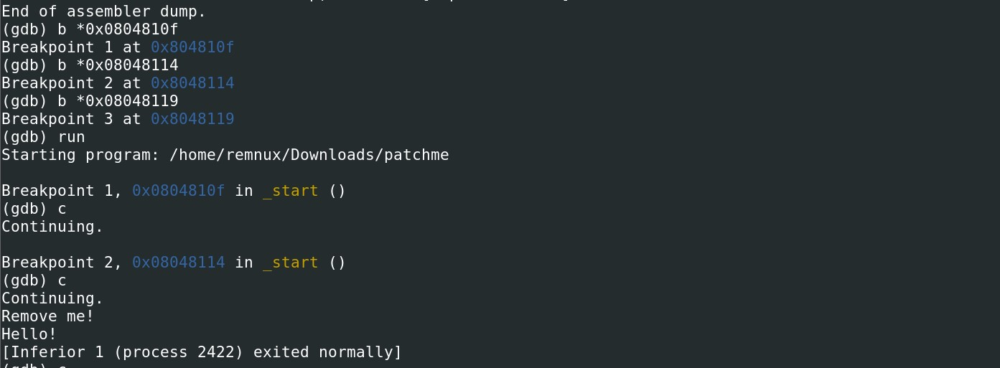 End of assembler dump.
(gdb) b *0x0804810f
Breakpoint 1 at 0x804810f
(gdb) b *0x08048114
Breakpoint 2 at 0x8048114
(gdb) b *0x08048119
Breakpoint 3 at 0x8048119
(gdb) run
Starting program: /home/remnux/Downloads/patchme
Breakpoint 1, 0x0804810f in _start ()
(gdb) c
Continuing.
Breakpoint 2, 0x08048114 in _start ()
(gdb) c
Continuing.
Remove me!
Hello!
[Inferior 1 (process 2422) exited normally]
(gdb) c